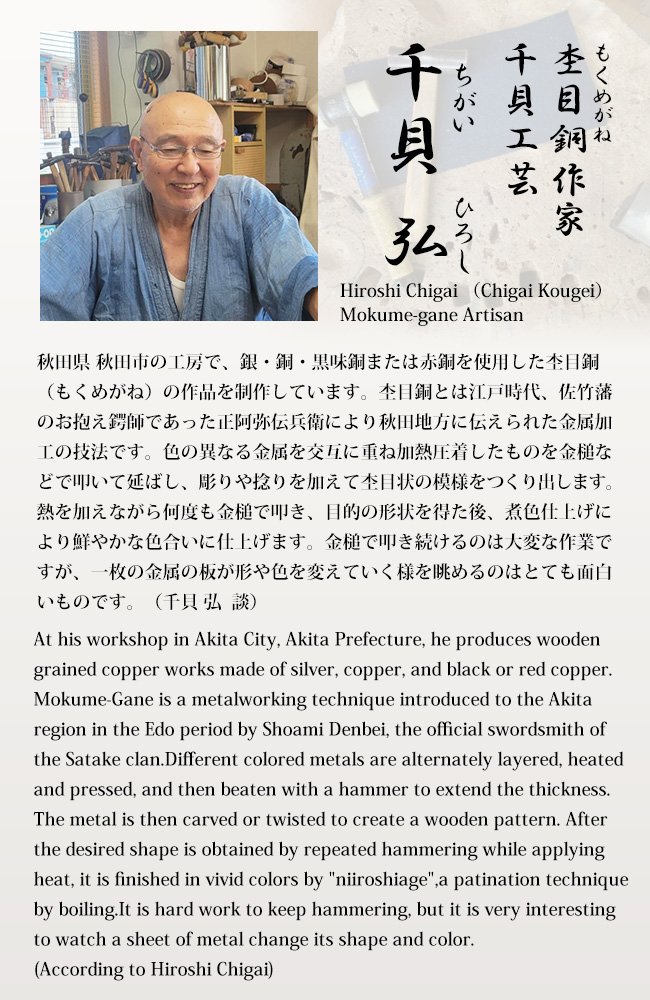 もくめがね
杢目銅作家
千貝工芸
ちがい ひろし
千貝 弘
Hiroshi Chigai （Chigai Kougei）
Mokume-gane Artisan
秋田県 秋田市の工房で、銀・銅・黒味銅または赤銅を使用した杢目銅
（もくめがね）の作品を制作しています。杢目銅とは江戸時代、佐竹藩
のお抱え鍔師であった正阿弥伝兵衛により秋田地方に伝えられた金属加
工の技法です。色の異なる金属を交互に重ね加熱圧着したものを金槌な
どで叩いて延ばし、彫りや捻りを加えて杢目状の模様をつくり出します。
熱を加えながら何度も金槌で叩き、目的の形状を得た後、煮色仕上げに
より鮮やかな色合いに仕上げます。金槌で叩き続けるのは大変な作業で
すが、一枚の金属の板が形や色を変えていく様を眺めるのはとても面白
いものです。（千貝 弘 談）
At his workshop in Akita City, Akita Prefecture, he produces wooden
grained copper works made of silver, copper, and black or red copper.
Mokume-Gane is a metalworking technique introduced to the Akita
region in the Edo period by Shoami Denbei, the official swordsmith of
the Satake clan.Different colored metals are alternately layered, heated
and pressed, and then beaten with a hammer to extend the thickness.
The metal is then carved or twisted to create a wooden pattern. After
the desired shape is obtained by repeated hammering while applying
heat, it is finished in vivid colors by "niiroshiage",a patination technique
by boiling.It is hard work to keep hammering, but it is very interesting
to watch a sheet of metal change its shape and color.
(According to Hiroshi Chigai)